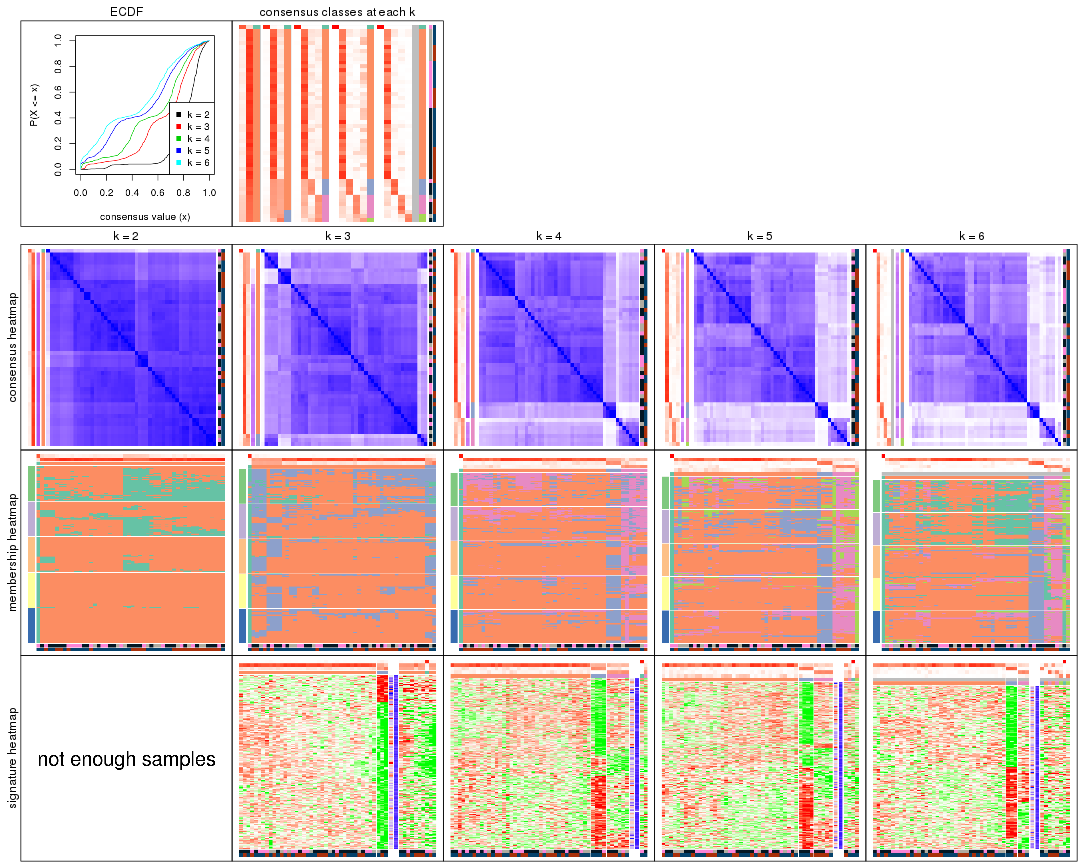 ECDF
consensus classes at each k
P(X <= x)
0.0 0.2 0.4 0.6 0.8 1.0
k = 2
k = 3
k = 4
k = 5
k = 6
0.0 0.2 0.4 0.6 0.8 1.0
consensus value (x)
k = 2
k = 3
k = 4
k = 5
k = 6
consensus heatmap
membership heatmap
signature heatmap
not enough samples